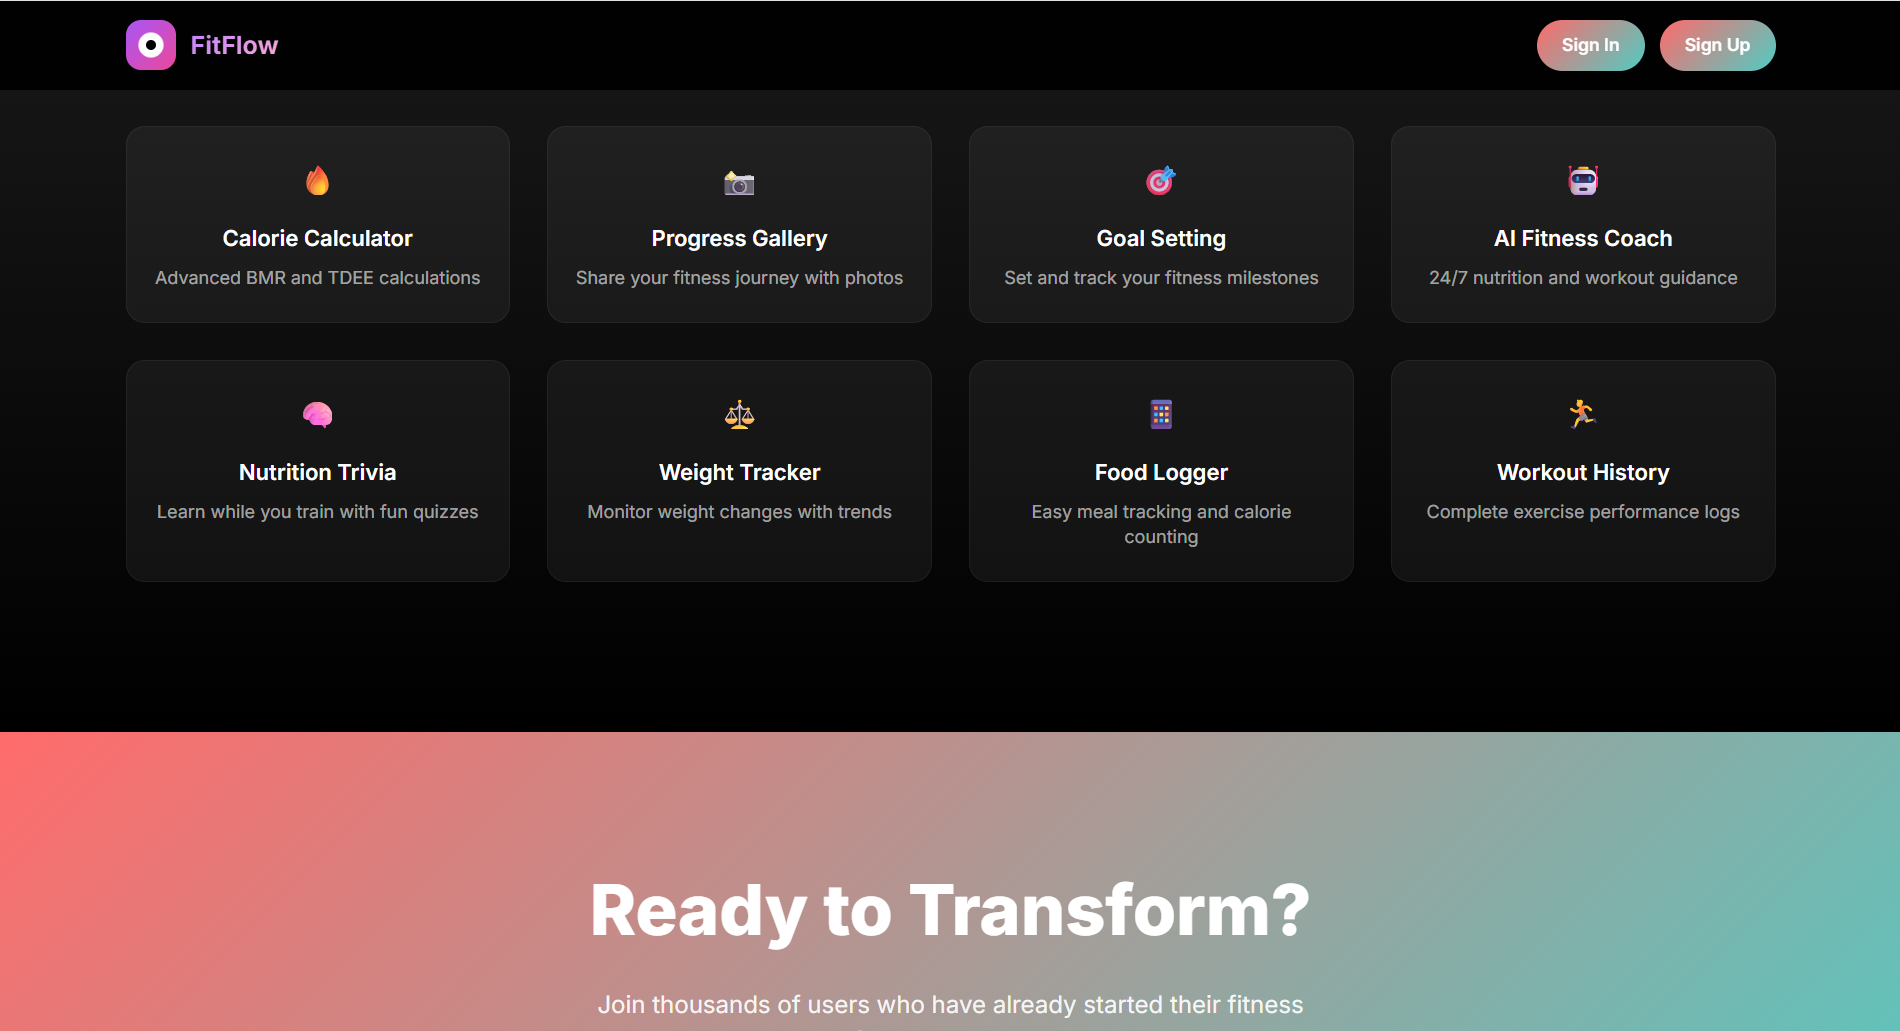 FitFlow
Sign In
Sign Up
Calorie Calculator
Advanced BMR and TDEE calculations
Progress Gallery
Share your fitness journey with photos
Goal Setting
Set and track your fitness milestones
AI Fitness Coach
24/7 nutrition and workout guidance
Nutrition Trivia
Learn while you train with fun quizzes
Weight Tracker
Monitor weight changes with trends
Food Logger
Easy meal tracking and calorie
counting
Workout History
Complete exercise performance logs
Ready to Transform?
Join thousands of users who have already started their fitness